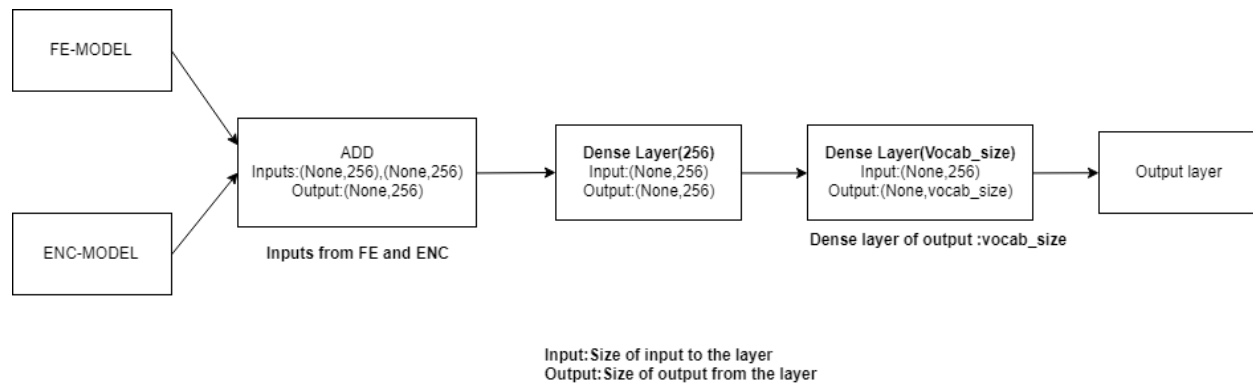 FE-MODEL
ENC-MODEL
ADD
Inputs:(None,256),(None,256)
Output:(None,256)
Inputs from FE and ENC
Dense Layer(256)
Input:(None,256)
Output:(None,256)
Dense Layer(Vocab_size)
Input:(None,256)
Output:(None,vocab_size)
Dense layer of output :vocab_size
Output layer
Input:Size of input to the layer
Output:Size of output from the layer